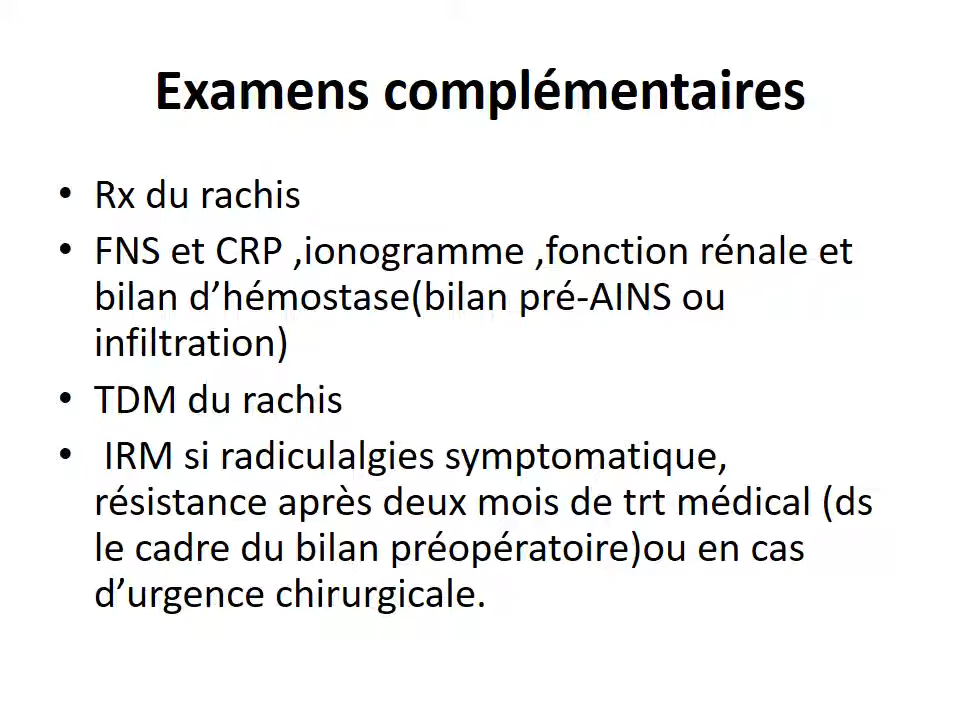 Examens complémentaires
• Rx du rachis
• FNS et CRP ,ionogramme ,fonction rénale et
bilan d’hémostase(bilan pré-AINS ou
infiltration)
• TDM du rachis
• IRM si radiculalgies symptomatique,
résistance après deux mois de trt médical (ds
le cadre du bilan préopératoire)ou en cas
d’urgence chirurgicale.